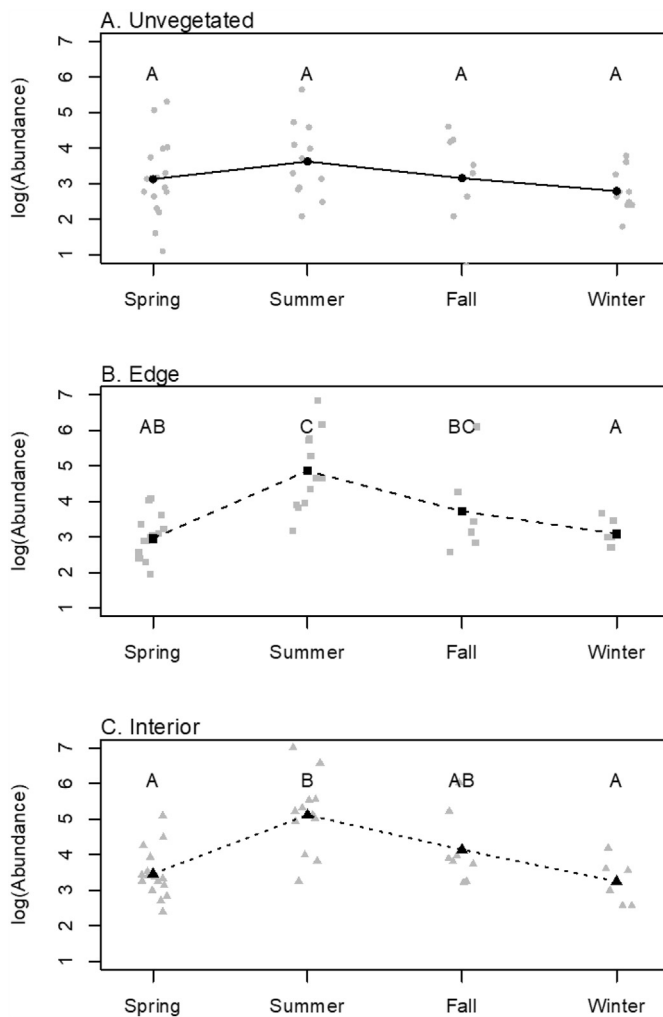 A. Unvegetated
7
6
5
4
3
2
1
log(Abundance)
A A A A
Spring Summer Fall Winter
B. Edge
7
6
5
4
3
2
1
log(Abundance)
AB C BC A
Spring Summer Fall Winter
C. Interior
7
6
5
4
3
2
1
log(Abundance)
A B AB A
Spring Summer Fall Winter